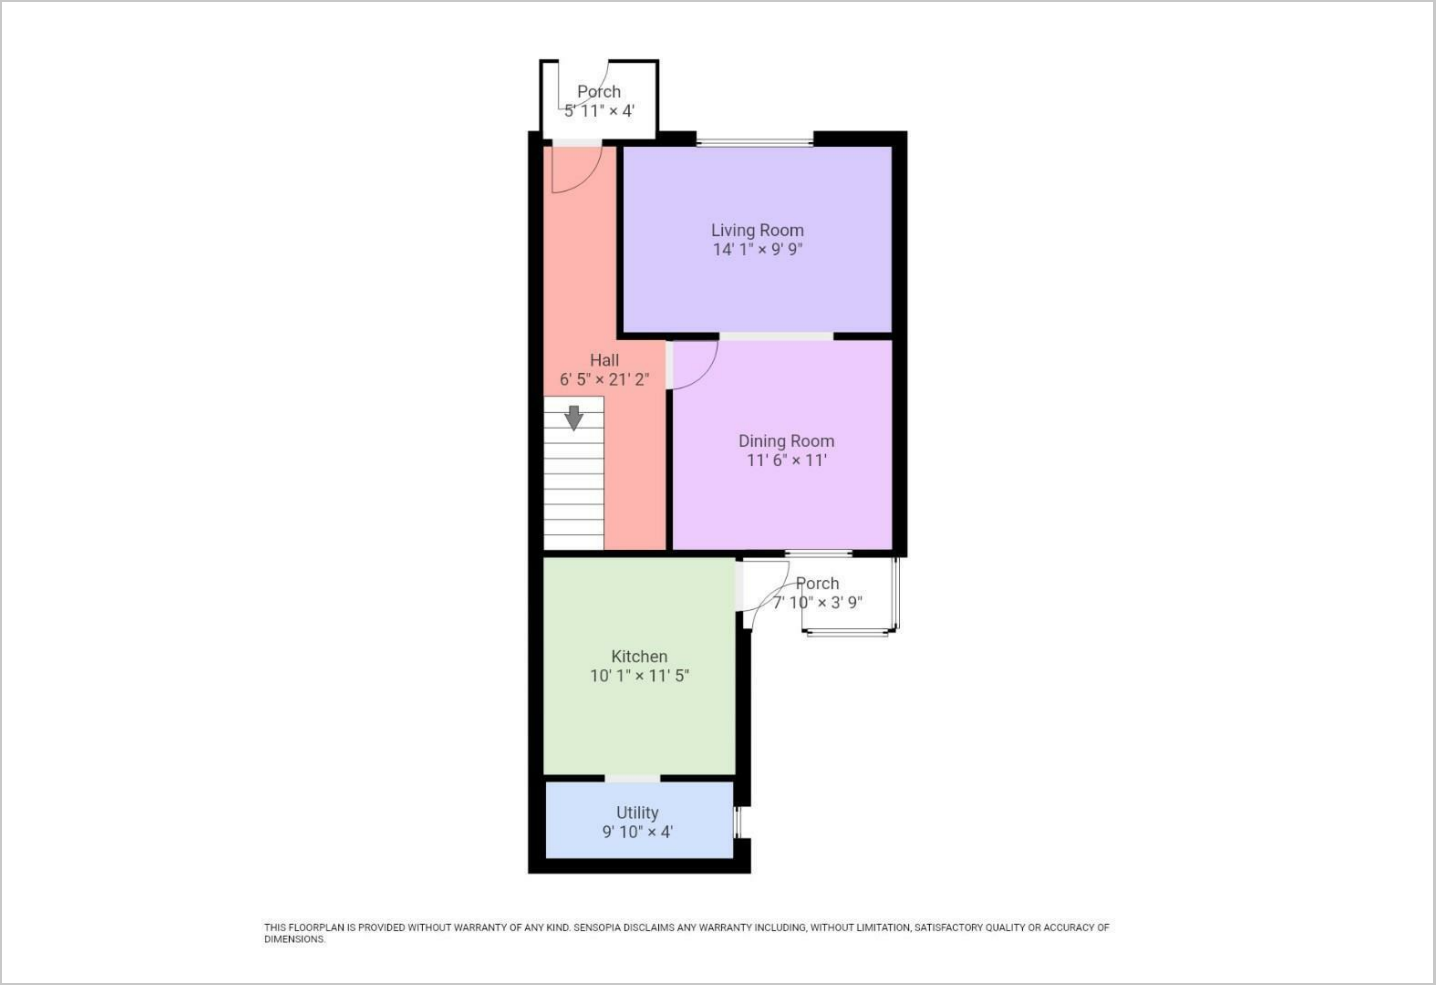 Porch
5' 11" × 4'
Living Room
14' 1" × 9' 9"
Hall
6' 5" × 21' 2"
Dining Room
11' 6" × 11'
Porch
7' 10" × 3' 9"
Kitchen
10' 1" × 11' 5"
Utility
9' 10" × 4'
THIS FLOORPLAN IS PROVIDED WITHOUT WARRANTY OF ANY KIND. SENSOPIA DISCLAIMS ANY WARRANTY INCLUDING, WITHOUT LIMITATION, SATISFACTORY QUALITY OR ACCURACY OF
DIMENSIONS.